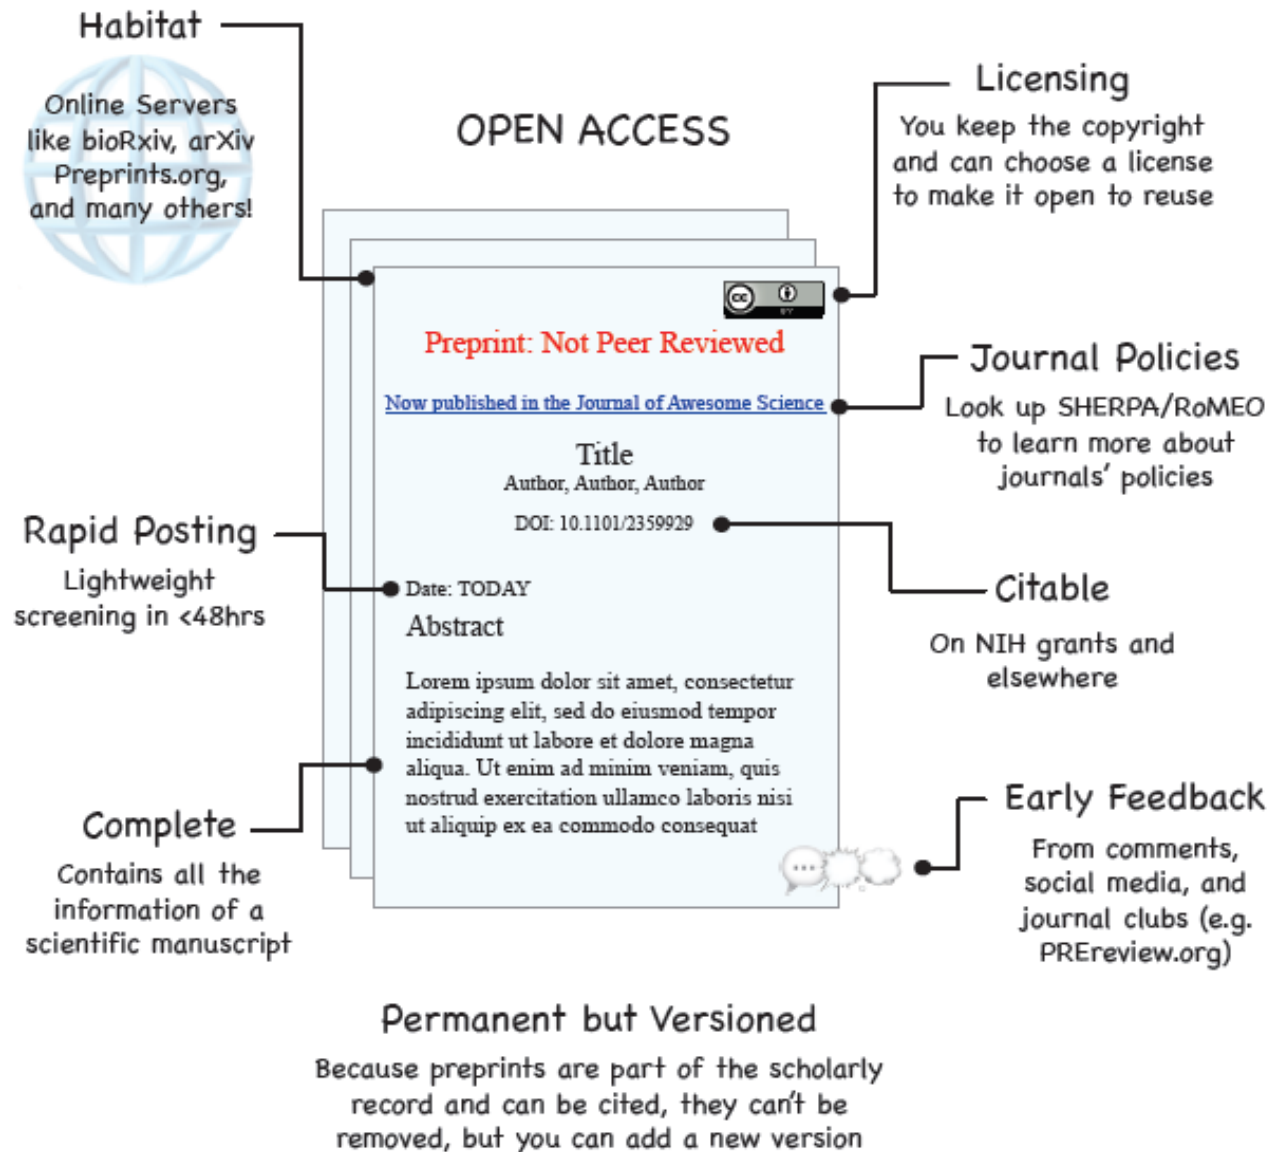 Habitat
Online Servers
like bioRxiv, arXiv
Preprints.org,
and many others!
OPEN ACCESS
Licensing
You keep the copyright
and can choose a license
to make it open to reuse
cc
BY
Preprint: Not Peer Reviewed
Now published in the Journal of Awesome Science
Journal Policies
Look up SHERPA/RoMEO
to learn more about
journals' policies
Title
Author, Author, Author
DOI: 10.1101/2359929
Rapid Posting
Lightweight
screening in <48hrs
Date: TODAY
Citable
On NIH grants and
elsewhere
Abstract
Lorem ipsum dolor sit amet, consectetur
adipiscing elit, sed do eiusmod tempor
incididunt ut labore et dolore magna
aliqua. Ut enim ad minim veniam, quis
nostrud exercitation ullamco laboris nisi
ut aliquip ex ea commodo consequat
Complete
Contains all the
information of a
scientific manuscript
Early Feedback
From comments,
social media, and
journal clubs (e.g.
PREreview.org)
Permanent but Versioned
Because preprints are part of the scholarly
record and can be cited, they can't be
removed, but you can add a new version